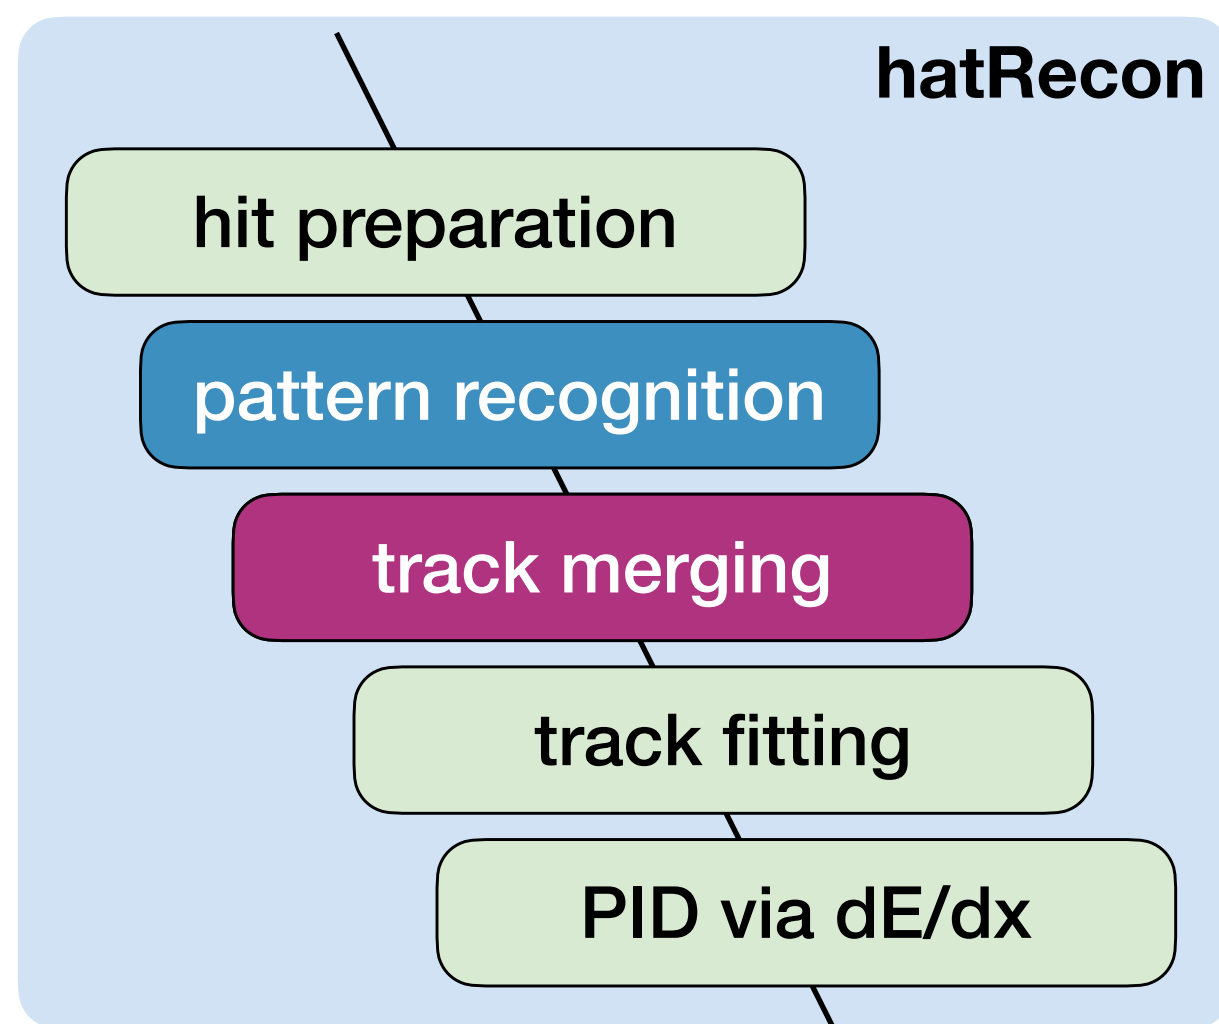 hatRecon
hit preparation
pattern recognition
track merging
track fitting
PID via dE/dx